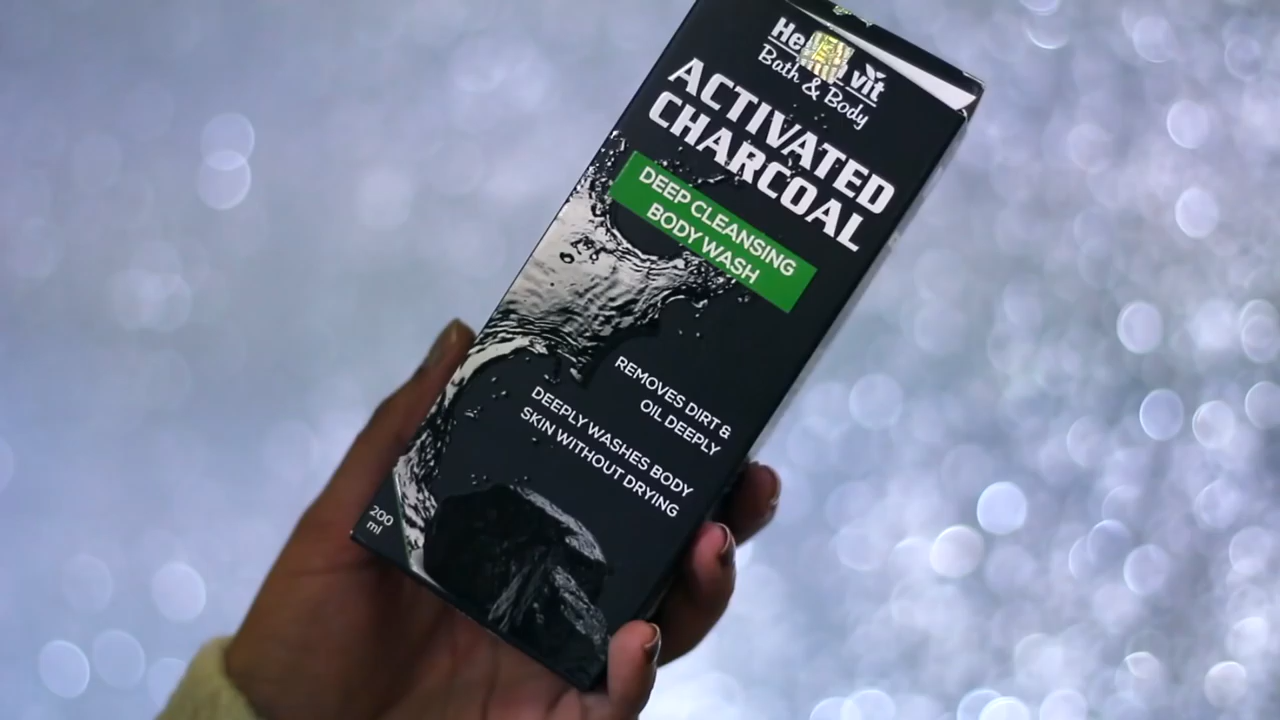 vit
Bath & Body
ACTIVATED
CHARCOAL
DEEP CLEANSING
BODY WASH
REMOVES DIRT &
OIL DEEPLY
DEEPLY WASHES BODY
SKIN WITHOUT DRYING
200
ml